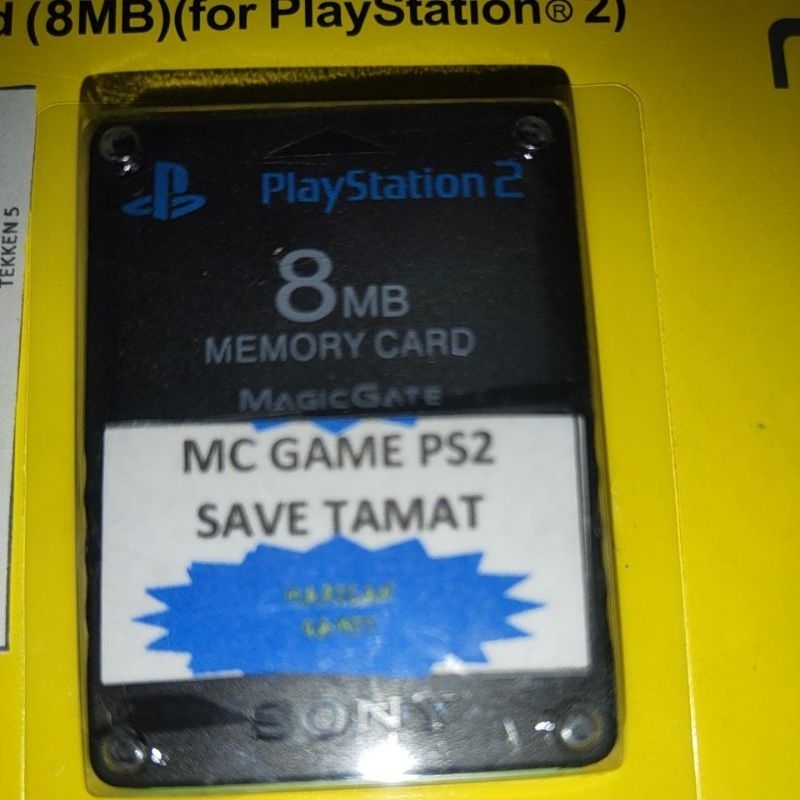 (8MB)(for PlayStation® 2)
TEKKEN 5
PlayStation 2
8MB
MEMORY CARD
MAGICGATE
MC GAME PS2
SAVE TAMAT
SONY